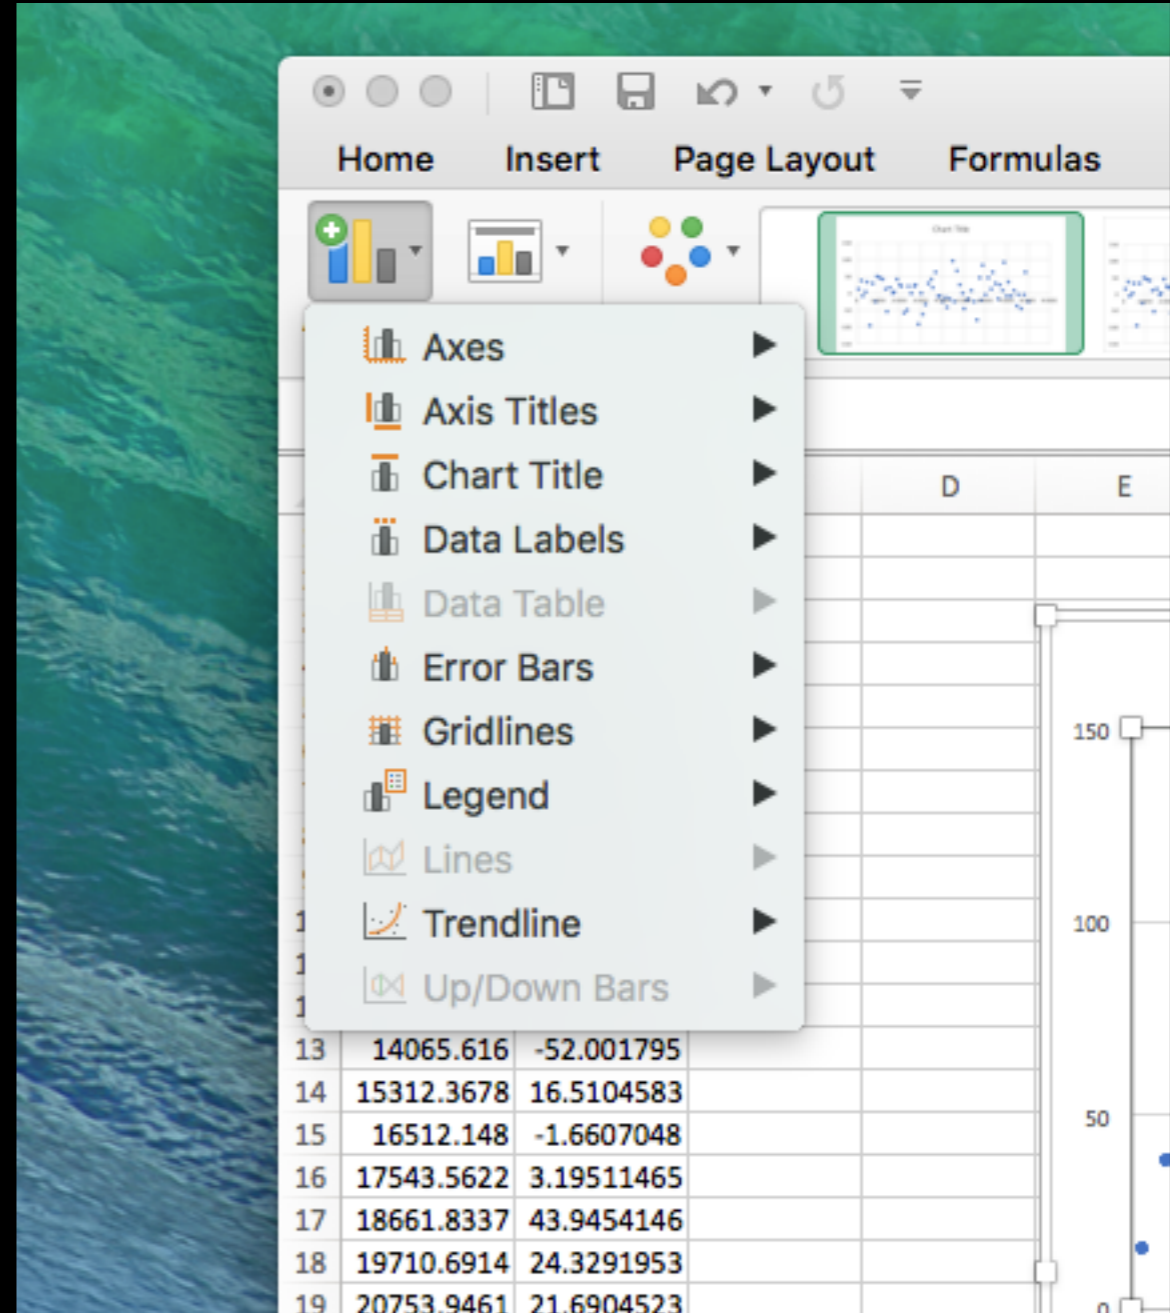 Home Insert Page Layout Formulas
Chart Title
Axes
Axis Titles
Chart Title
Data Labels
Data Table
Error Bars
Gridlines
Legend
Lines
Trendline
Up/Down Bars
D E
150
100
50
0
13 14065.616 -52.001795
14 15312.3678 16.5104583
15 16512.148 -1.6607048
16 17543.5622 3.19511465
17 18661.8337 43.9454146
18 19710.6914 24.3291953
19 20753.9461 21.6904523